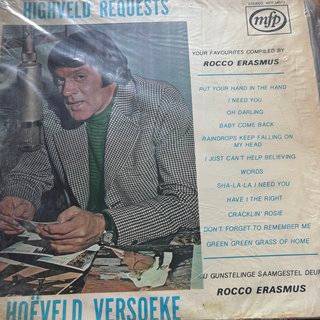 HIGHVELD REQUESTS
mfp
YOUR FAVOURITES COMPILED BY
ROCCO ERASMUS
PUT YOUR HAND IN THE HAND
I NEED YOU
OH DARLING
BABY COME BACK
RAINDROPS KEEP FALLING ON
MY HEAD
I JUST CAN'T HELP BELIEVING
WORDS
SHA-LA-LA I NEED YOU
HAVE I THE RIGHT
CRACKLIN' ROSIE
DON'T FORGET TO REMEMBER ME
GREEN GREEN GRASS OF HOME
U GUNSTELINGE SAAMGESTEL DEUR
ROCCO ERASMUS
HOËVELD VERSOEKE